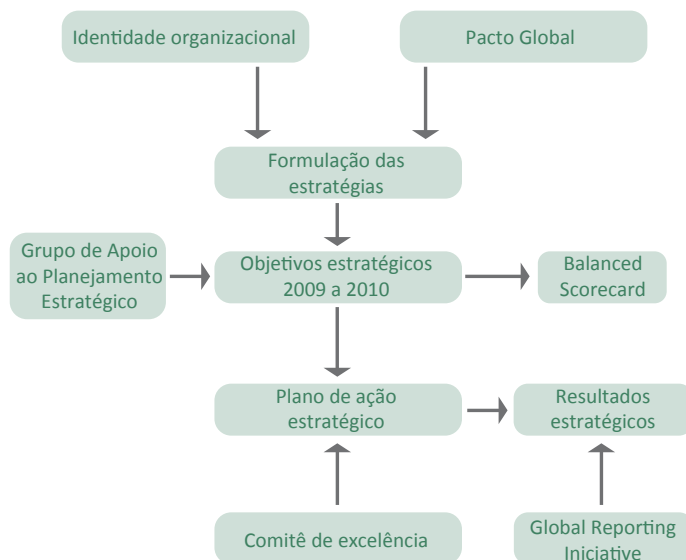 Identidade organizacional
Pacto Global
Formulação das
estratégias
Grupo de Apoio
ao Planejamento
Estratégico
Objetivos estratégicos
2009 a 2010
Balanced
Scorecard
Plano de ação
estratégico
Resultados
estratégicos
Comitê de excelência
Global Reporting
Iniciative